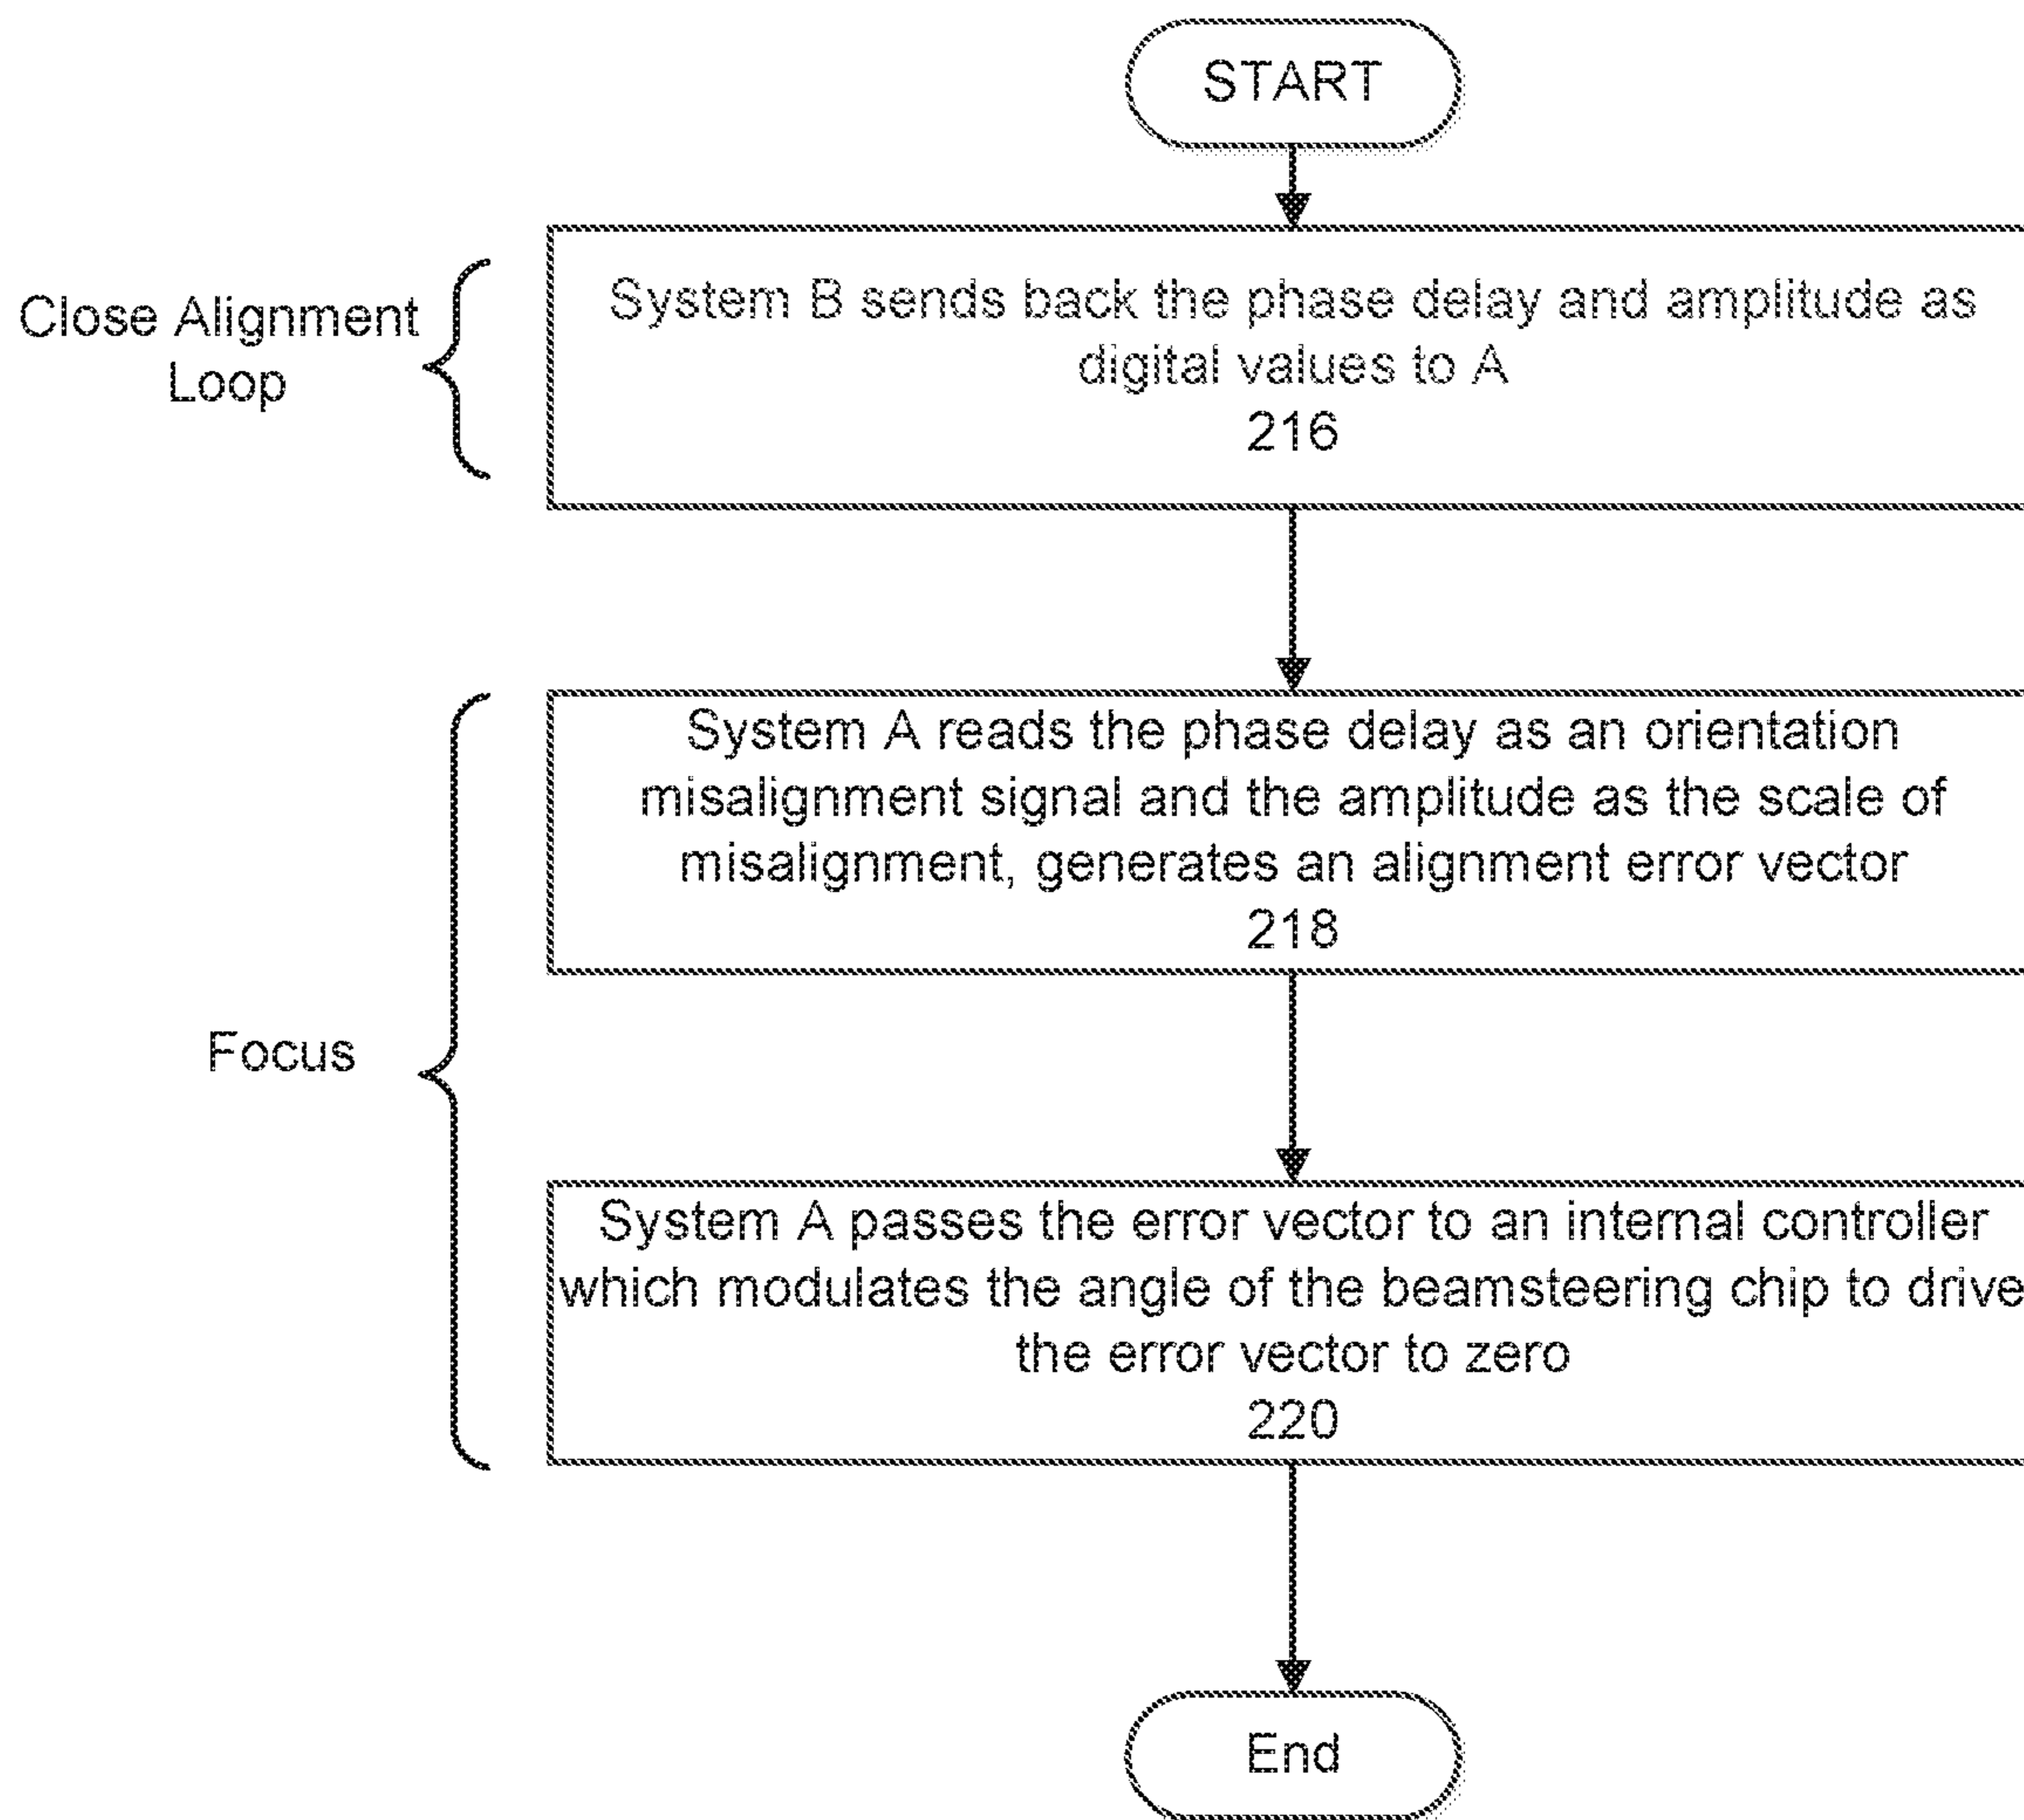 START
Close Alignment
Loop
System B sends back the phase delay and amplitude as
digital values to A
216
System A reads the phase delay as an orientation
misalignment signal and the amplitude as the scale of
misalignment, generates an alignment error vector
218
Focus
System A passes the error vector to an internal controller
which modulates the angle of the beamsteering chip to drive
the error vector to zero
220
End